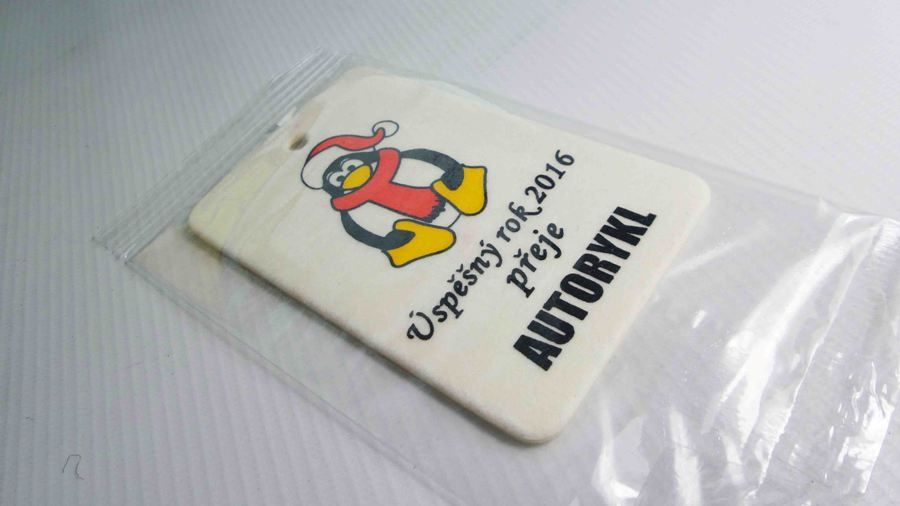 Úspěšný rok 2016
přeje
AUTORYKL